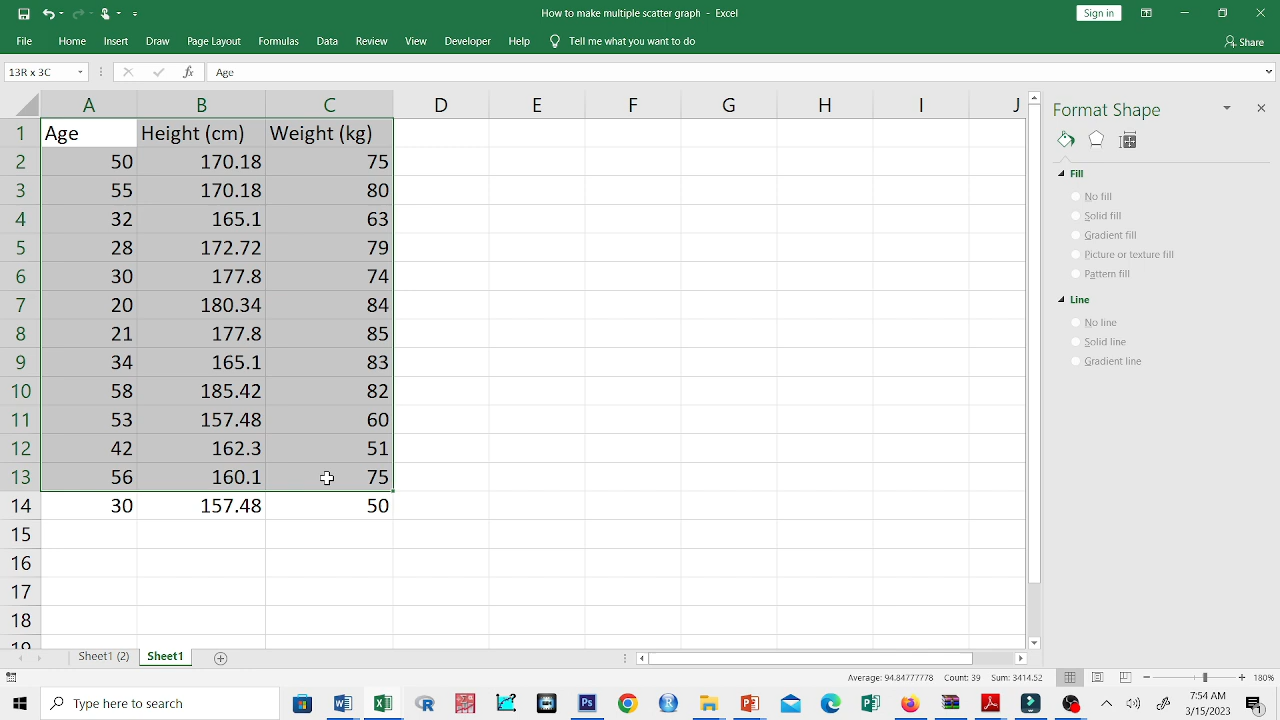 How to make multiple scatter graph - Excel
Sign in
File Home Insert Draw Page Layout Formulas Data Review View Developer Help Tell me what you want to do Share
13R x 3C fx Age
A B C D E F G H I J
1 Age Height (cm) Weight (kg)
2 50 170.18 75
3 55 170.18 80
4 32 165.1 63
5 28 172.72 79
6 30 177.8 74
7 20 180.34 84
8 21 177.8 85
9 34 165.1 83
10 58 185.42 82
11 53 157.48 60
12 42 162.3 51
13 56 160.1 75
14 30 157.48 50
15
16
17
18
19
Format Shape
Fill
No fill
Solid fill
Gradient fill
Picture or texture fill
Pattern fill
Line
No line
Solid line
Gradient line
Sheet1 (2) Sheet1
Average: 94.84777778 Count: 39 Sum: 3414.52 180%
Type here to search
7:54 AM
3/15/2023